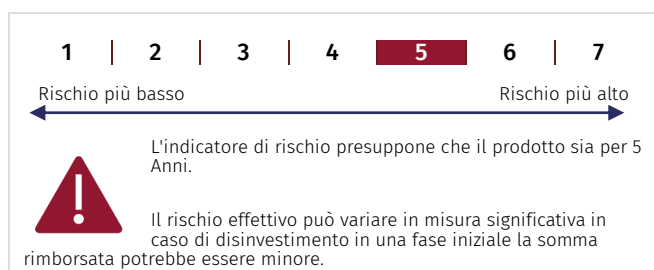 1 2 3 4 5 6 7
Rischio più basso Rischio più alto
L'indicatore di rischio presuppone che il prodotto sia per 5
Anni.
Il rischio effettivo può variare in misura significativa in
caso di disinvestimento in una fase iniziale la somma
rimborsata potrebbe essere minore.